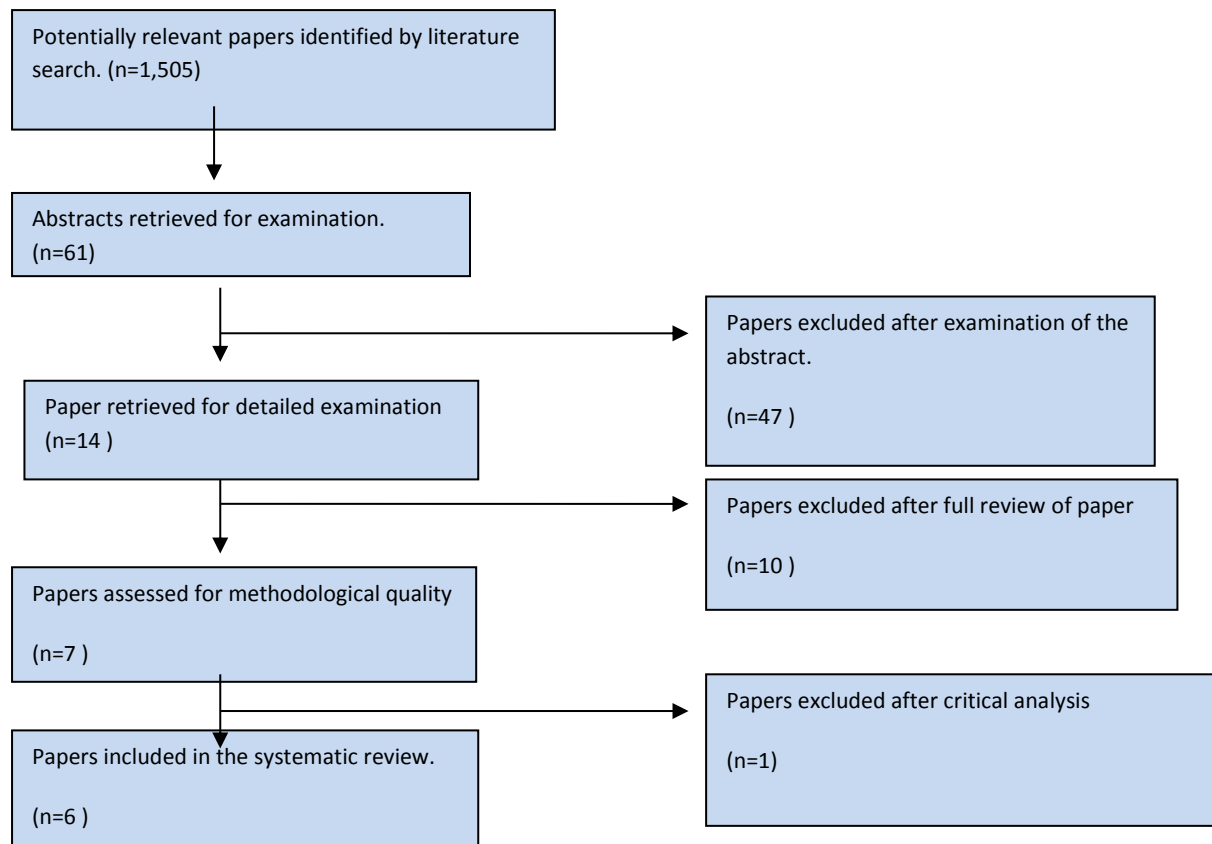 Potentially relevant papers identified by literature
search. (n=1,505)
Abstracts retrieved for examination.
(n=61)
Papers excluded after examination of the
abstract.
(n=47 )
Paper retrieved for detailed examination
(n=14 )
Papers excluded after full review of paper
(n=10 )
Papers assessed for methodological quality
(n=7 )
Papers excluded after critical analysis
(n=1)
Papers included in the systematic review.
(n=6 )